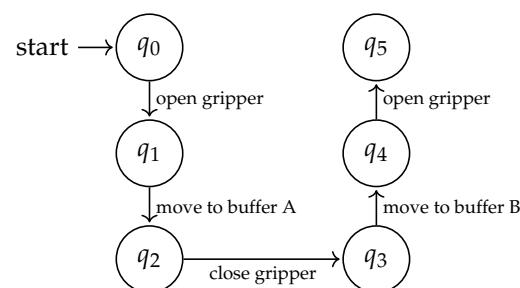 start q0 q5
open gripper open gripper
q1 q4
move to buffer A move to buffer B
q2 q3
close gripper